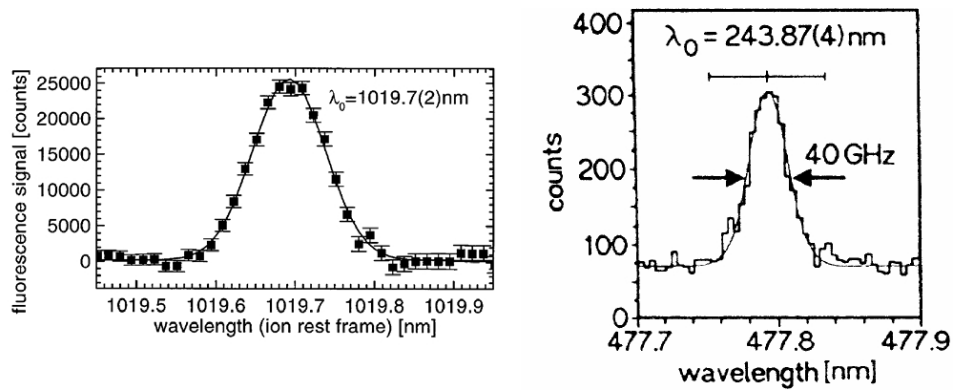 fluorescence signal [counts]
25000
20000
15000
10000
5000
0
λ₀=1019.7(2)nm
1019.5 1019.6 1019.7 1019.8 1019.9
wavelength (ion rest frame) [nm]
counts
400
300
200
100
0
λ₀ = 243.87(4) nm
40 GHz
477.7 477.8 477.9
wavelength [nm]